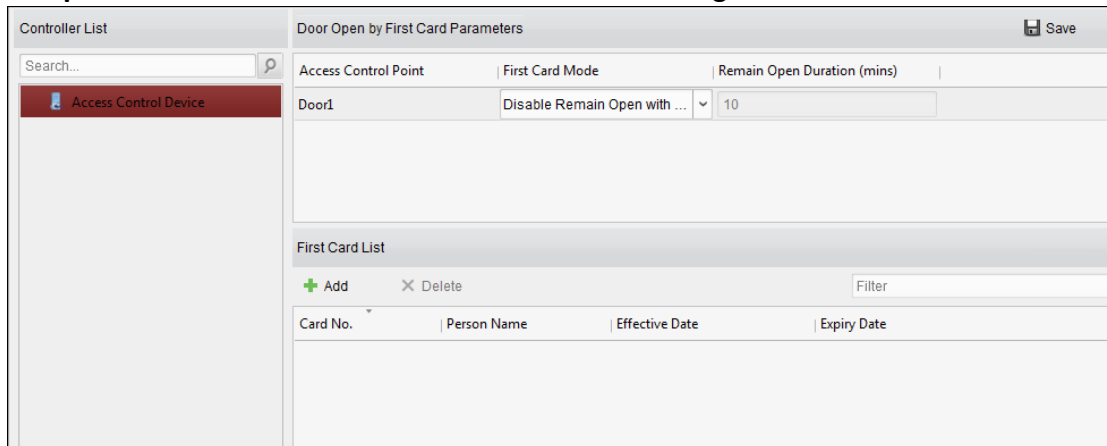 Controller List
Search...
Access Control Device
Door Open by First Card Parameters
Save
Access Control Point First Card Mode Remain Open Duration (mins)
Door1 Disable Remain Open with ... 10
First Card List
Add Delete Filter
Card No. Person Name Effective Date Expiry Date